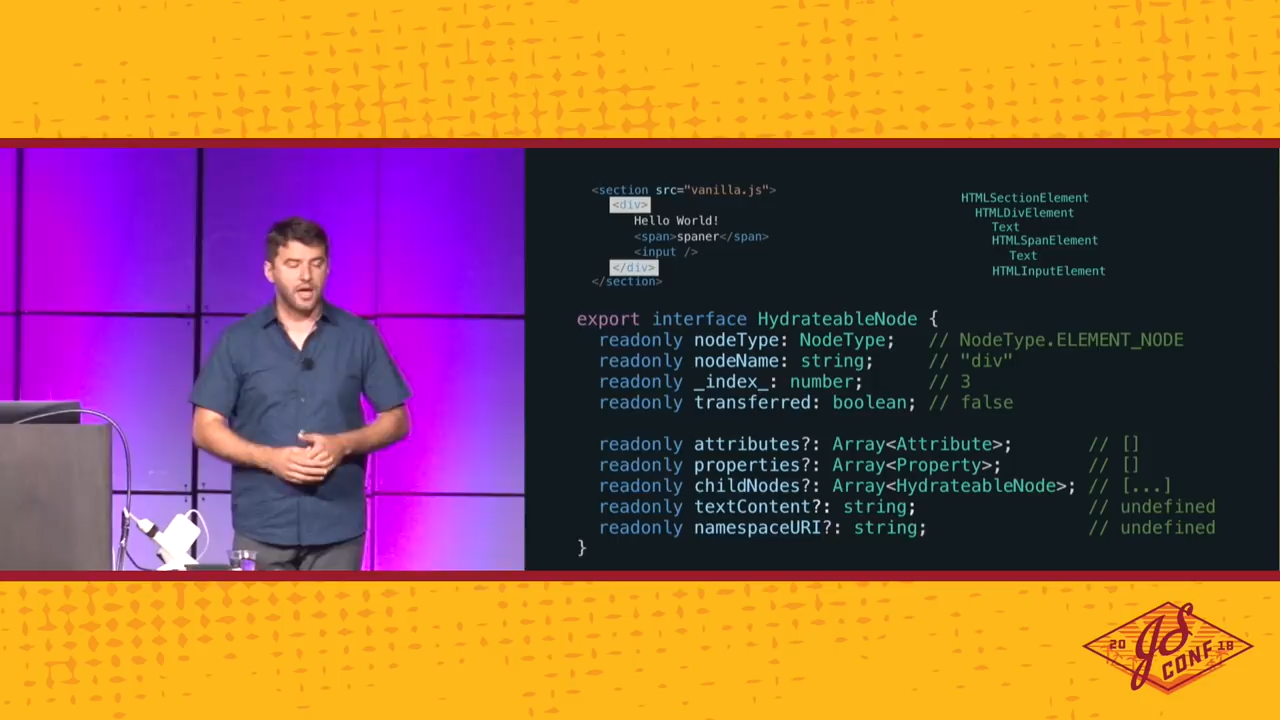 <section src="vanilla.js">
<div>
Hello World!
<span>spaner</span>
<input />
</div>
</section>
HTMLSectionElement
HTMLDivElement
Text
HTMLSpanElement
Text
HTMLInputElement
export interface HydrateableNode {
readonly nodeType: NodeType; // NodeType.ELEMENT_NODE
readonly nodeName: string; // "div"
readonly _index_: number; // 3
readonly transferred: boolean; // false
readonly attributes?: Array<Attribute>; // []
readonly properties?: Array<Property>; // []
readonly childNodes?: Array<HydrateableNode>; // [...]
readonly textContent?: string; // undefined
readonly namespaceURI?: string; // undefined
}
20 JS CONF 18